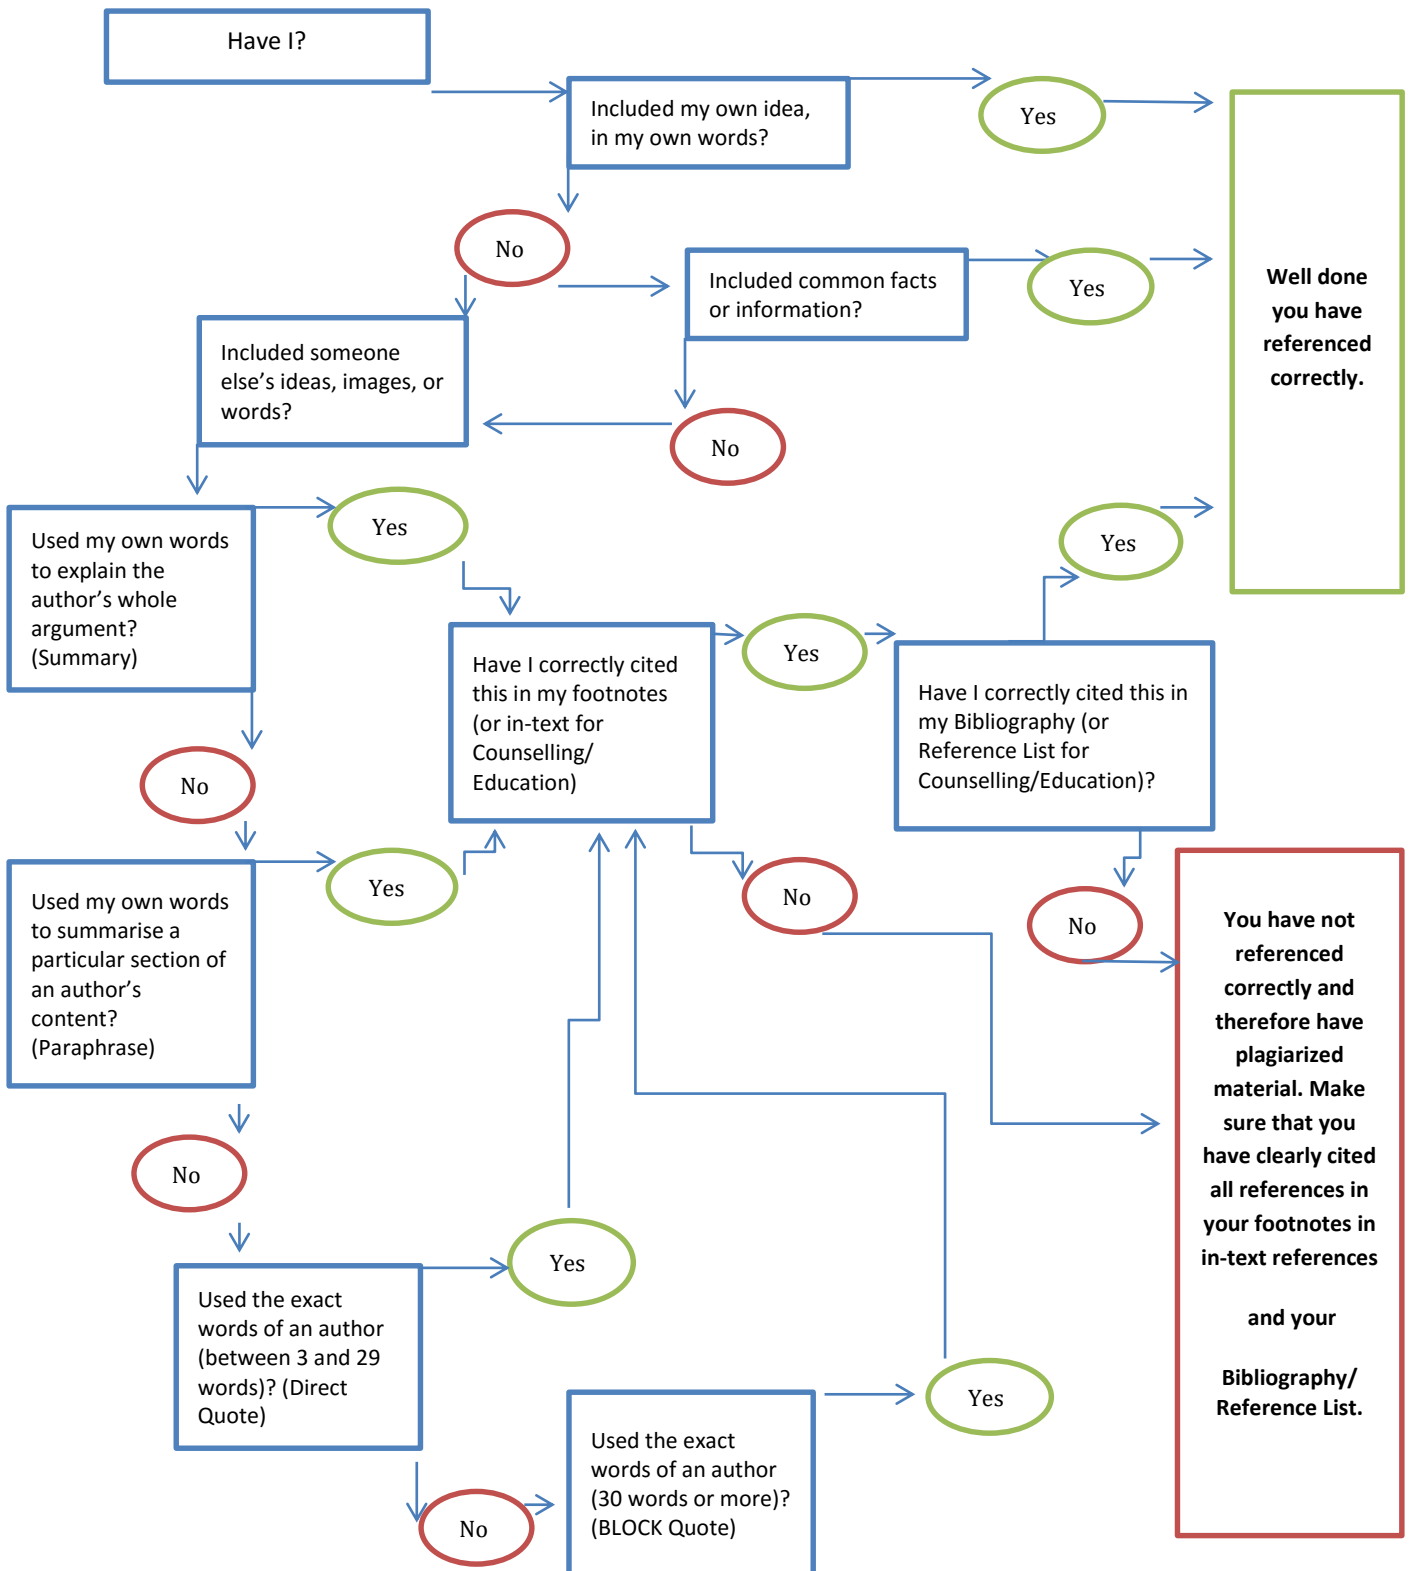 Have I?
Included my own idea,
in my own words?
Yes
No
Included common facts
or information?
Yes
Well done
you have
referenced
correctly.
Included someone
else’s ideas, images, or
words?
No
Used my own words
to explain the
author’s whole
argument?
(Summary)
Yes
Yes
Have I correctly cited
this in my footnotes
(or in-text for
Counselling/
Education)
Yes
Have I correctly cited this in
my Bibliography (or
Reference List for
Counselling/Education)?
No
Used my own words
to summarise a
particular section of
an author’s
content?
(Paraphrase)
Yes
No
No
You have not
referenced
correctly and
therefore have
plagiarized
material. Make
sure that you
have clearly cited
all references in
your footnotes in
in-text references
and your
Bibliography/
Reference List.
No
Used the exact
words of an author
(between 3 and 29
words)? (Direct
Quote)
Yes
No
Used the exact
words of an author
(30 words or more)?
(BLOCK Quote)
Yes